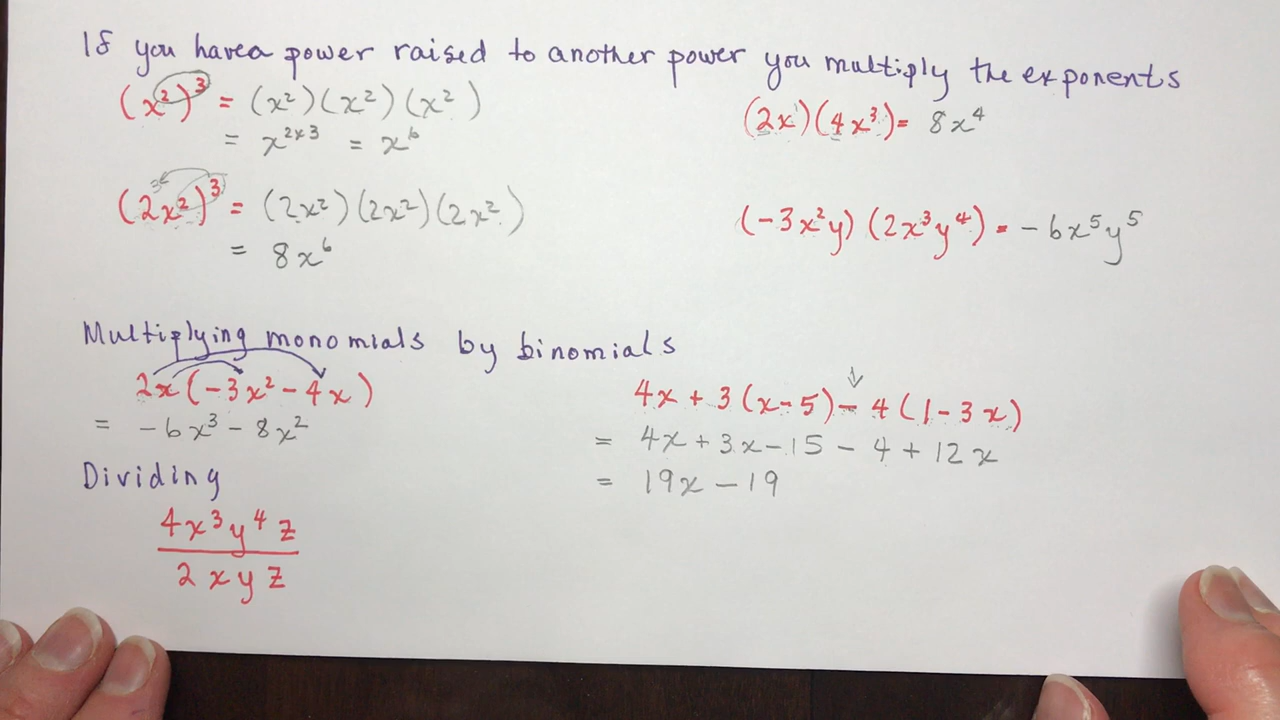 If you have a power raised to another power you multiply the exponents
(x²)³ = (x²)(x²)(x²)
= x²ˣ³ = x⁶
(2x¹)(4x³) = 8x⁴
3
(2x²)³ = (2x²)(2x²)(2x²)
= 8x⁶
(-3x²y)(2x³y⁴) = -6x⁵y⁵
Multiplying monomials by binomials
2x(-3x² - 4x)
= -6x³ - 8x²
4x + 3(x - 5) - 4(1 - 3x)
= 4x + 3x - 15 - 4 + 12x
= 19x - 19
Dividing
4x³y⁴z
2xyz